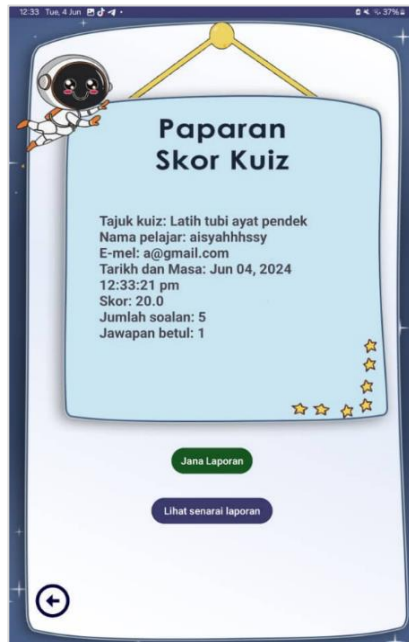 12:33 Tue, 4 Jun
37%
Paparan
Skor Kuiz
Tajuk kuiz: Latih tubi ayat pendek
Nama pelajar: aisyahhhssy
E-mel: a@gmail.com
Tarikh dan Masa: Jun 04, 2024
12:33:21 pm
Skor: 20.0
Jumlah soalan: 5
Jawapan betul: 1
Jana Laporan
Lihat senarai laporan